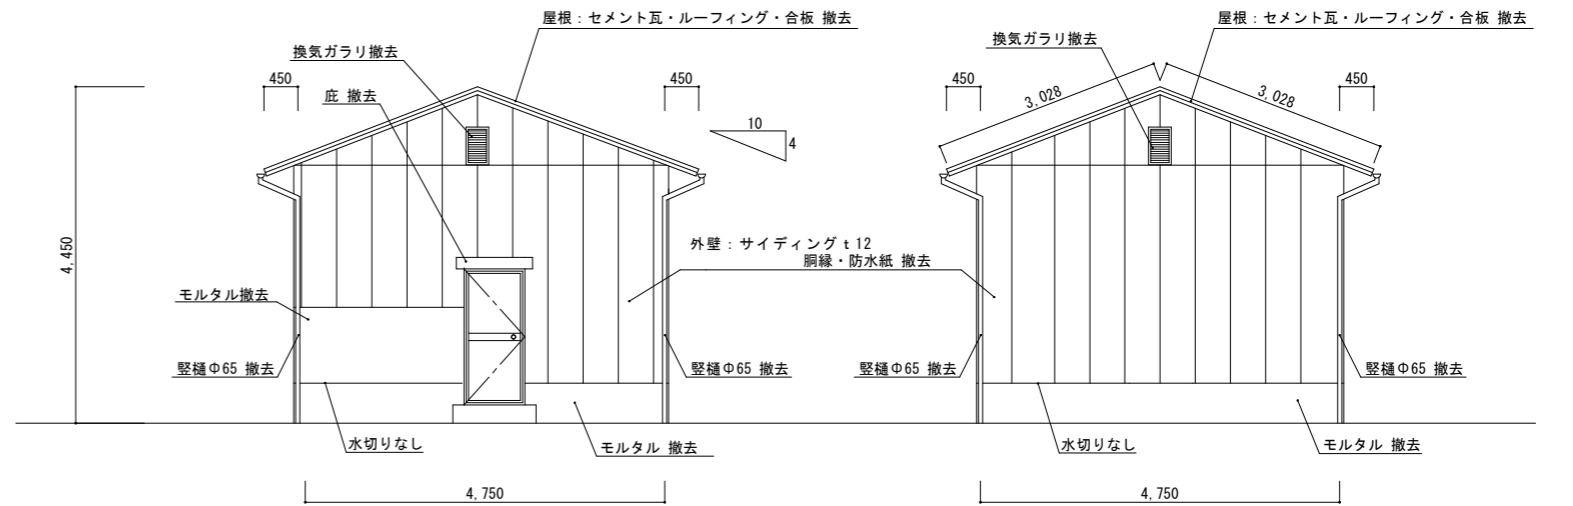 屋根：セメント瓦・ルーフィング・合板 撤去
換気ガラリ撤去
450
庇 撤去
450
10
4
4,450
外壁：サイディングｔ12
胴縁・防水紙 撤去
モルタル撤去
竪樋Φ65 撤去
竪樋Φ65 撤去
水切りなし
モルタル 撤去
4,750
屋根：セメント瓦・ルーフィング・合板 撤去
換気ガラリ撤去
450
3,028
3,028
450
竪樋Φ65 撤去
竪樋Φ65 撤去
水切りなし
モルタル 撤去
4,750